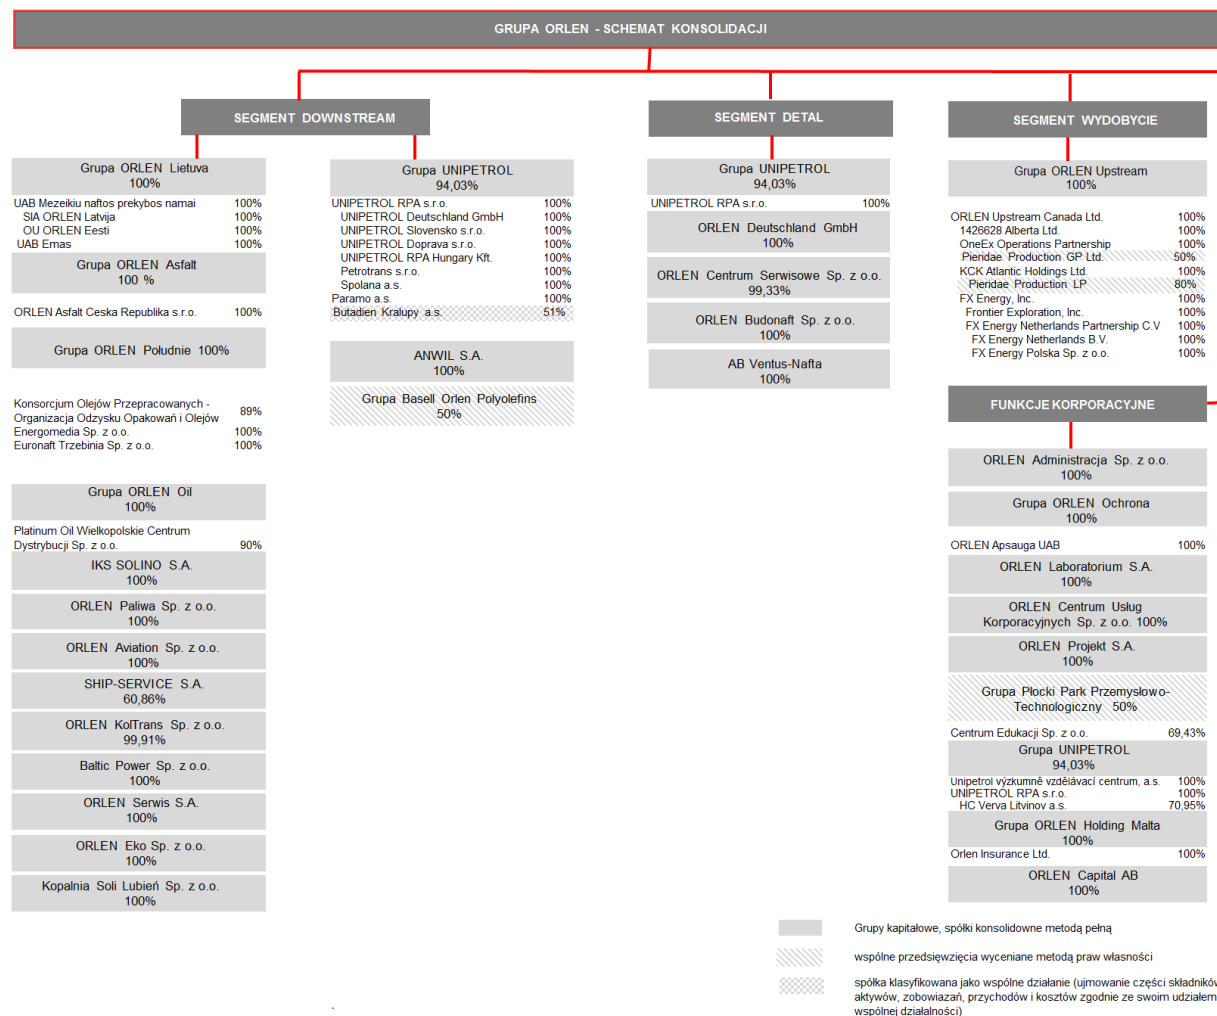 GRUPA ORLEN - SCHEMAT KONSOLIDACJI
SEGMENT DOWNSTREAM
Grupa ORLEN Lietuva
100%
UAB Mezeikiu naftos prekybos namai 100%
SIA ORLEN Latvija 100%
OU ORLEN Eesti 100%
UAB Emas 100%
Grupa ORLEN Asfalt
100 %
ORLEN Asfalt Ceska Republika s.r.o. 100%
Grupa ORLEN Południe 100%
Konsorcjum Olejów Przepracowanych -
Organizacja Odzysku Opakowań i Olejów 89%
Energomedia Sp. z o.o. 100%
Euronaft Trzebinia Sp. z o.o. 100%
Grupa ORLEN Oil
100%
Platinum Oil Wielkopolskie Centrum
Dystrybucji Sp. z o.o. 90%
IKS SOLINO S.A.
100%
ORLEN Paliwa Sp. z o.o.
100%
ORLEN Aviation Sp. z o.o.
100%
SHIP-SERVICE S.A.
60,86%
ORLEN KolTrans Sp. z o.o.
99,91%
Baltic Power Sp. z o.o.
100%
ORLEN Serwis S.A.
100%
ORLEN Eko Sp. z o.o.
100%
Kopalnia Soli Lubień Sp. z o.o.
100%
Grupa UNIPETROL
94,03%
UNIPETROL RPA s.r.o. 100%
UNIPETROL Deutschland GmbH 100%
UNIPETROL Slovensko s.r.o. 100%
UNIPETROL Doprava s.r.o. 100%
UNIPETROL RPA Hungary Kft. 100%
Petrotrans s.r.o. 100%
Spolana a.s. 100%
Paramo a.s. 100%
Butadien Kralupy a.s. 51%
ANWIL S.A.
100%
Grupa Basell Orlen Polyolefins
50%
SEGMENT DETAL
Grupa UNIPETROL
94,03%
UNIPETROL RPA s.r.o. 100%
ORLEN Deutschland GmbH
100%
ORLEN Centrum Serwisowe Sp. z o.o.
99,33%
ORLEN Budonaft Sp. z o.o.
100%
AB Ventus-Nafta
100%
SEGMENT WYDOBYCIE
Grupa ORLEN Upstream
100%
ORLEN Upstream Canada Ltd. 100%
1426628 Alberta Ltd. 100%
OneEx Operations Partnership 100%
Pieridae Production GP Ltd. 50%
KCK Atlantic Holdings Ltd. 100%
Pieridae Production LP 80%
FX Energy, Inc. 100%
Frontier Exploration, Inc. 100%
FX Energy Netherlands Partnership C.V 100%
FX Energy Netherlands B.V. 100%
FX Energy Polska Sp. z o.o. 100%
FUNKCJE KORPORACYJNE
ORLEN Administracja Sp. z o.o.
100%
Grupa ORLEN Ochrona
100%
ORLEN Apsauga UAB 100%
ORLEN Laboratorium S.A.
100%
ORLEN Centrum Usług
Korporacyjnych Sp. z o.o. 100%
ORLEN Projekt S.A.
100%
Grupa Płocki Park Przemysłowo-
Technologiczny 50%
Centrum Edukacji Sp. z o.o. 69,43%
Grupa UNIPETROL
94,03%
Unipetrol výzkumně vzdělávací centrum, a.s. 100%
UNIPETROL RPA s.r.o. 100%
HC Verva Litvinov a.s. 70,95%
Grupa ORLEN Holding Malta
100%
Orlen Insurance Ltd. 100%
ORLEN Capital AB
100%
Grupy kapitałowe, spółki konsolidowne metodą pełną
wspólne przedsięwzięcia wyceniane metodą praw własności
spółka klasyfikowana jako wspólne działanie (ujmowanie części składników
aktywów, zobowiazań, przychodów i kosztów zgodnie ze swoim udziałem
wspólnej działalności)